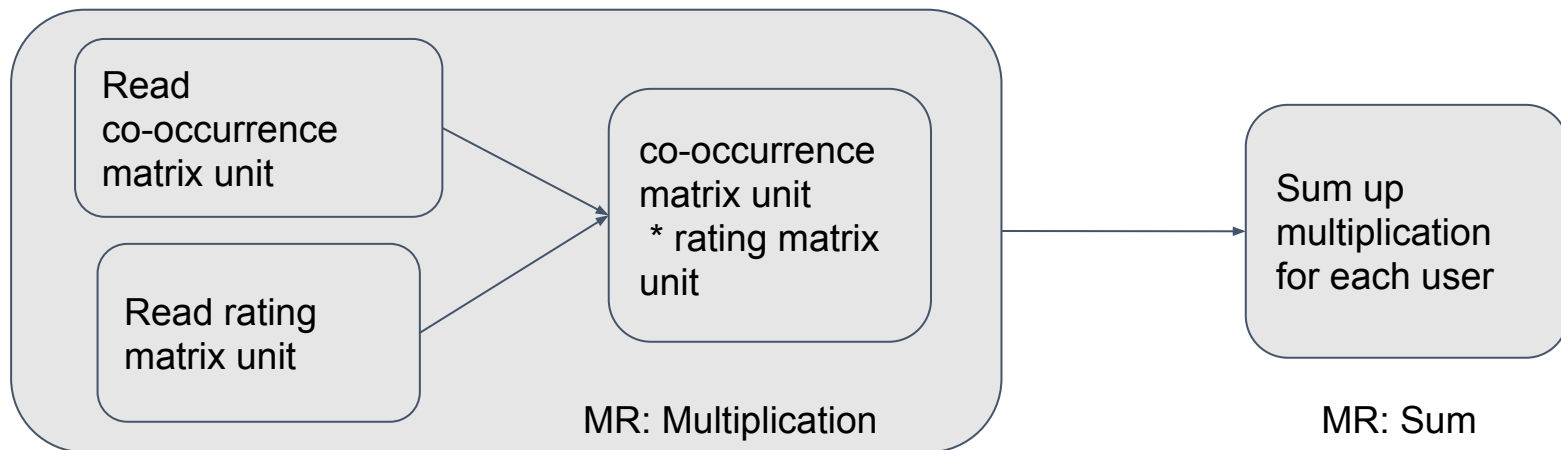 Read
co-occurrence
matrix unit
Read rating
matrix unit
co-occurrence
matrix unit
* rating matrix
unit
MR: Multiplication
Sum up
multiplication
for each user
MR: Sum